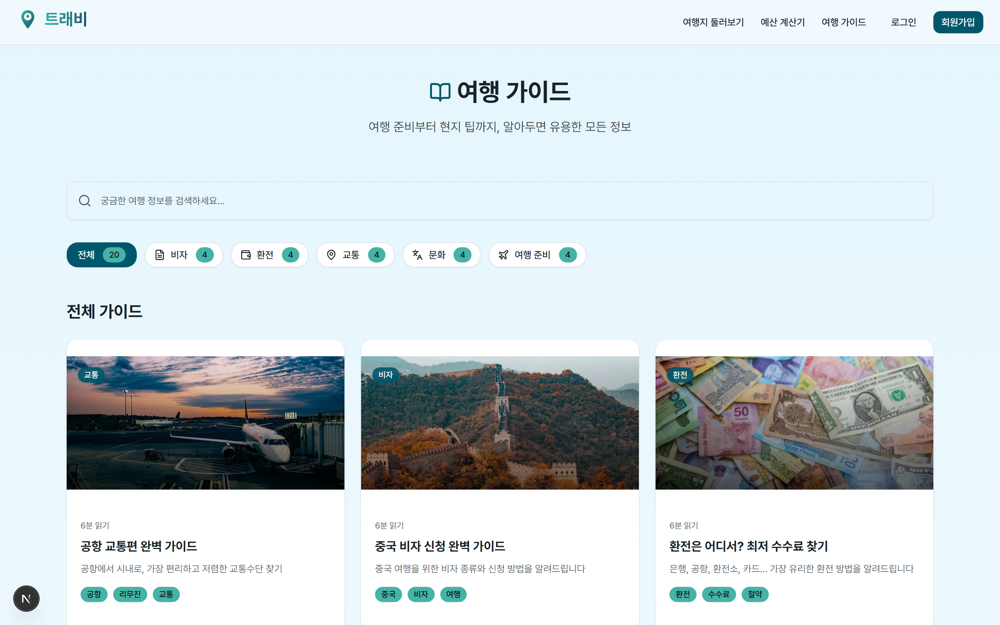 트래비
여행지 둘러보기 예산 계산기 여행 가이드 로그인 회원가입
여행 가이드
여행 준비부터 현지 팁까지, 알아두면 유용한 모든 정보
궁금한 여행 정보를 검색하세요...
전체 20 비자 4 환전 4 교통 4 문화 4 여행 준비 4
전체 가이드
교통
C28
6분 읽기
공항 교통편 완벽 가이드
공항에서 시내로, 가장 편리하고 저렴한 교통수단 찾기
공항 리무진 교통
비자
6분 읽기
중국 비자 신청 완벽 가이드
중국 여행을 위한 비자 종류와 신청 방법을 알려드립니다
중국 비자 여행
환전
50
Pesos
Veinte Pesos
6분 읽기
환전은 어디서? 최저 수수료 찾기
은행, 공항, 환전소, 카드... 가장 유리한 환전 방법을 알려드립니다
환전 수수료 절약
N